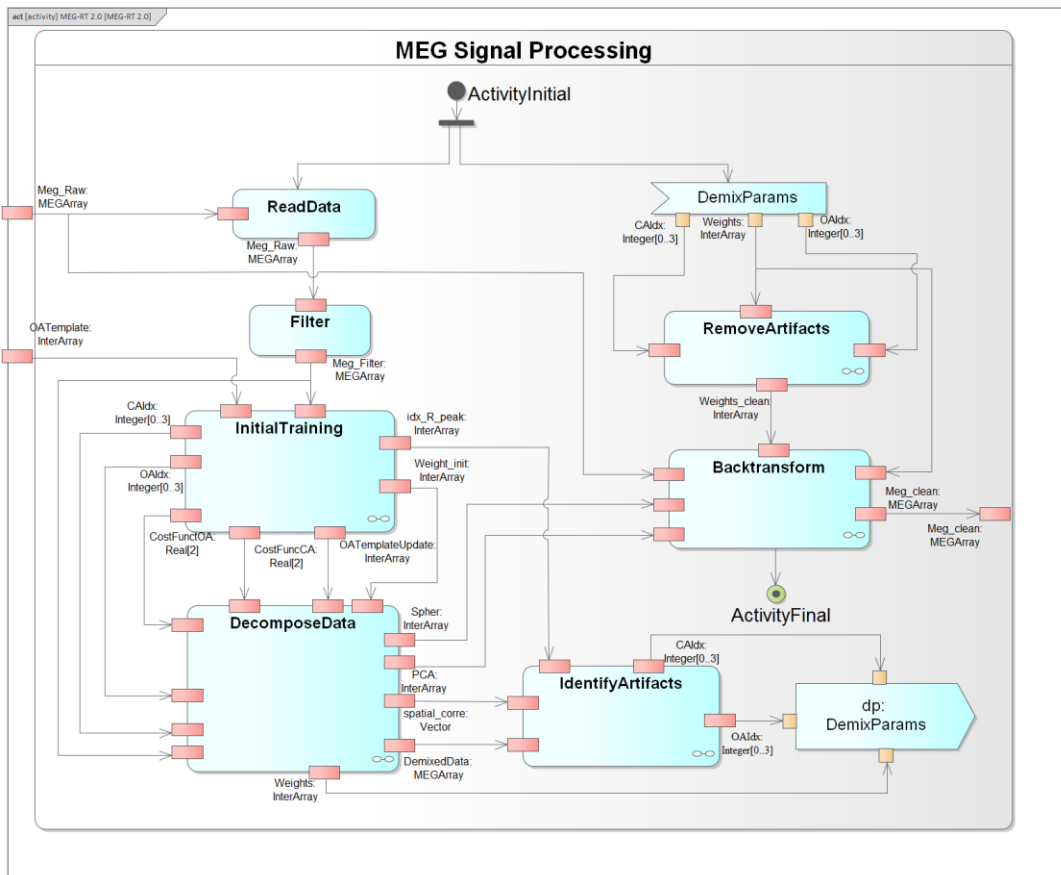 act [activity] MEG-RT 2.0 [MEG-RT 2.0]
MEG Signal Processing
ActivityInitial
Meg_Raw:
MEGArray
ReadData
Meg_Raw:
MEGArray
DemixParams
CAIdx:
Integer[0..3]
Weights:
InterArray
OAIdx:
Integer[0..3]
OATemplate:
InterArray
Filter
Meg_Filter:
MEGArray
RemoveArtifacts
Weights_clean:
InterArray
CAIdx:
Integer[0..3]
InitialTraining
idx_R_peak:
InterArray
OAIdx:
Integer[0..3]
Weight_init:
InterArray
Backtransform
Meg_clean:
MEGArray
Meg_clean:
MEGArray
CostFunctOA:
Real[2]
CostFuncCA:
Real[2]
OATemplateUpdate:
InterArray
ActivityFinal
DecomposeData
Spher:
InterArray
PCA:
InterArray
spatial_corre:
Vector
DemixedData:
MEGArray
Weights:
InterArray
CAIdx:
Integer[0..3]
IdentifyArtifacts
OAIdx:
Integer[0..3]
dp:
DemixParams